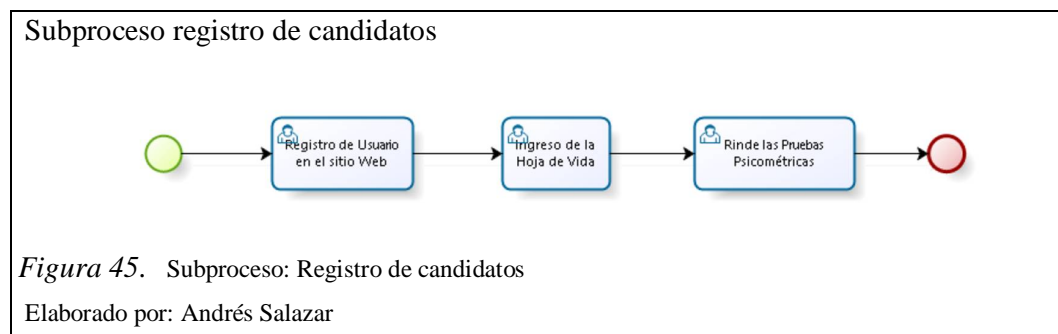 Subproceso registro de candidatos
Registro de Usuario
en el sitio Web
Ingreso de la
Hoja de Vida
Rinde las Pruebas
Psicométricas
Figura 45. Subproceso: Registro de candidatos
Elaborado por: Andrés Salazar